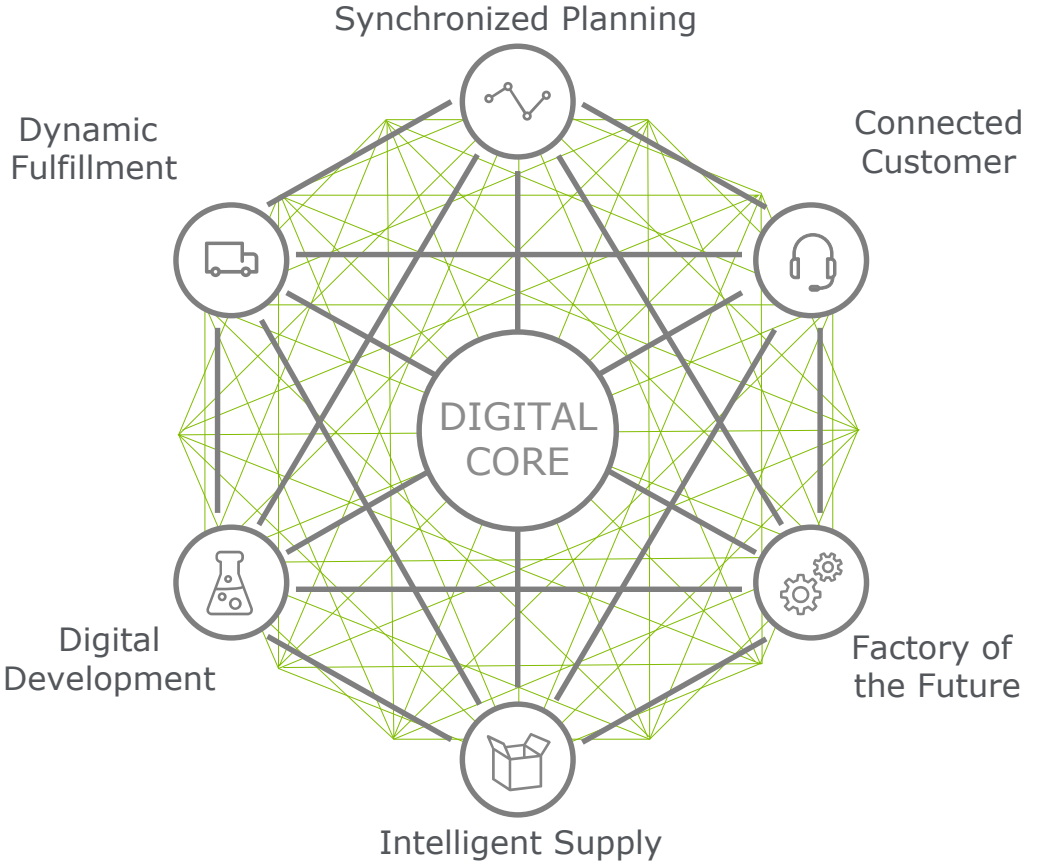 Synchronized Planning
Dynamic
Fulfillment
Connected
Customer
DIGITAL
CORE
Digital
Development
Factory of
the Future
Intelligent Supply